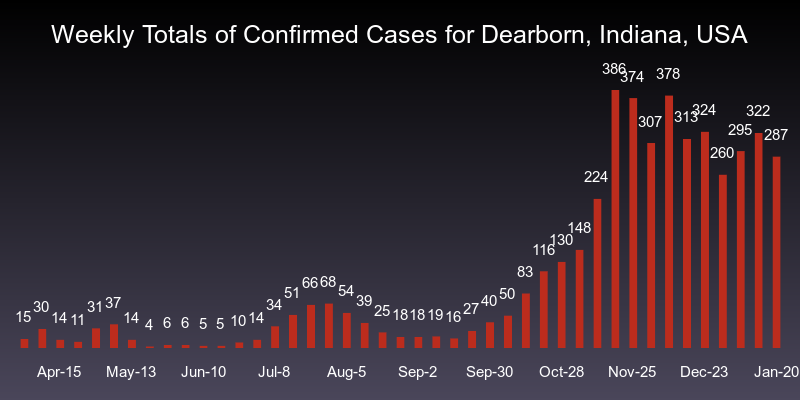 Weekly Totals of Confirmed Cases for Dearborn, Indiana, USA
15 30 14 11 31 37 14 4 6 6 5 5 10 14 34 51 66 68 54 39 25 18 18 19 16 27 40 50 83 116 130 148 224 386 374 307 378 313 324 260 295 322 287
Apr-15 May-13 Jun-10 Jul-8 Aug-5 Sep-2 Sep-30 Oct-28 Nov-25 Dec-23 Jan-20